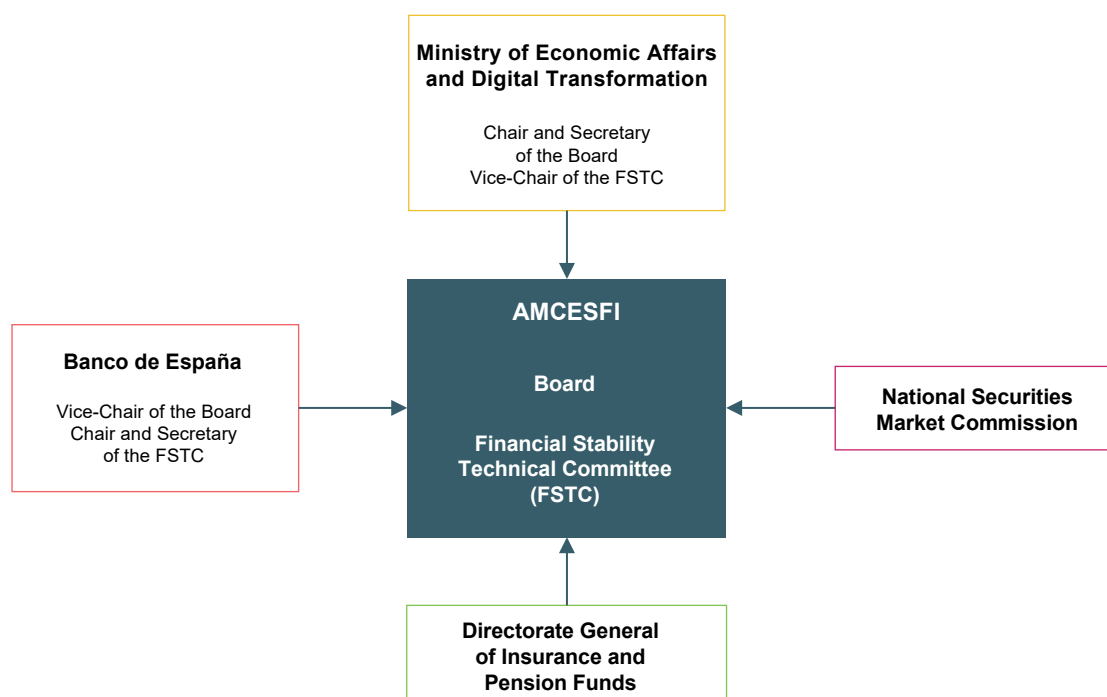 Ministry of Economic Affairs
and Digital Transformation
Chair and Secretary
of the Board
Vice-Chair of the FSTC
Banco de España
Vice-Chair of the Board
Chair and Secretary
of the FSTC
AMCESFI
Board
Financial Stability
Technical Committee
(FSTC)
National Securities
Market Commission
Directorate General
of Insurance and
Pension Funds